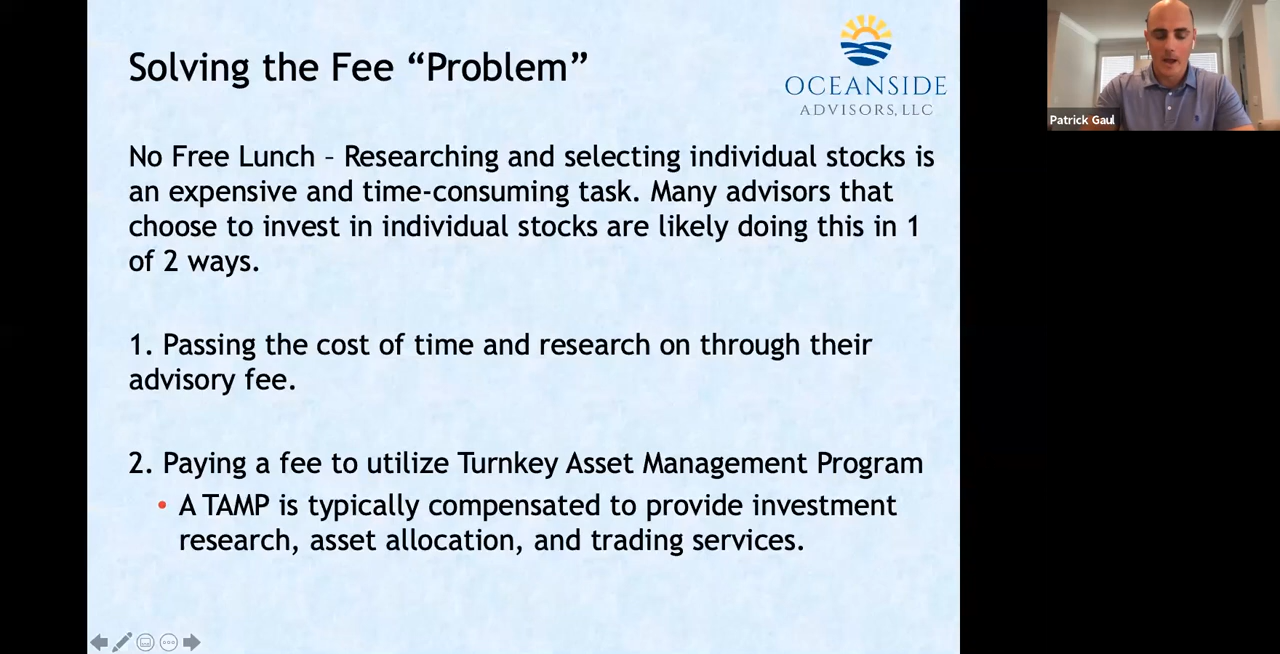 Solving the Fee “Problem”
OCEANSIDE
ADVISORS, LLC
No Free Lunch – Researching and selecting individual stocks is
an expensive and time-consuming task. Many advisors that
choose to invest in individual stocks are likely doing this in 1
of 2 ways.
1. Passing the cost of time and research on through their
advisory fee.
2. Paying a fee to utilize Turnkey Asset Management Program
• A TAMP is typically compensated to provide investment
research, asset allocation, and trading services.
Patrick Gaul